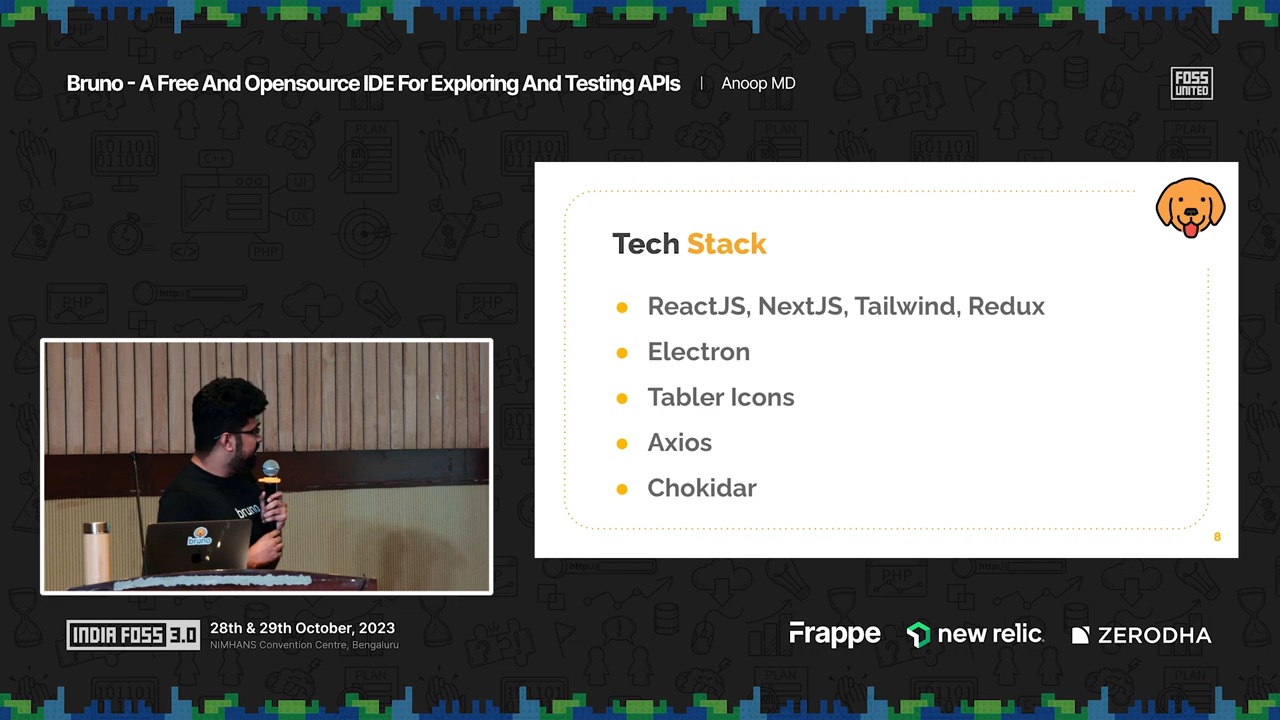 Bruno - A Free And Opensource IDE For Exploring And Testing APIs | Anoop MD
FOSS
UNITED
Tech Stack
ReactJS, NextJS, Tailwind, Redux
Electron
Tabler Icons
Axios
Chokidar
8
bruno
bruno
INDIA FOSS 3.0
28th & 29th October, 2023
NIMHANS Convention Centre, Bengaluru
Frappe
new relic
ZERODHA